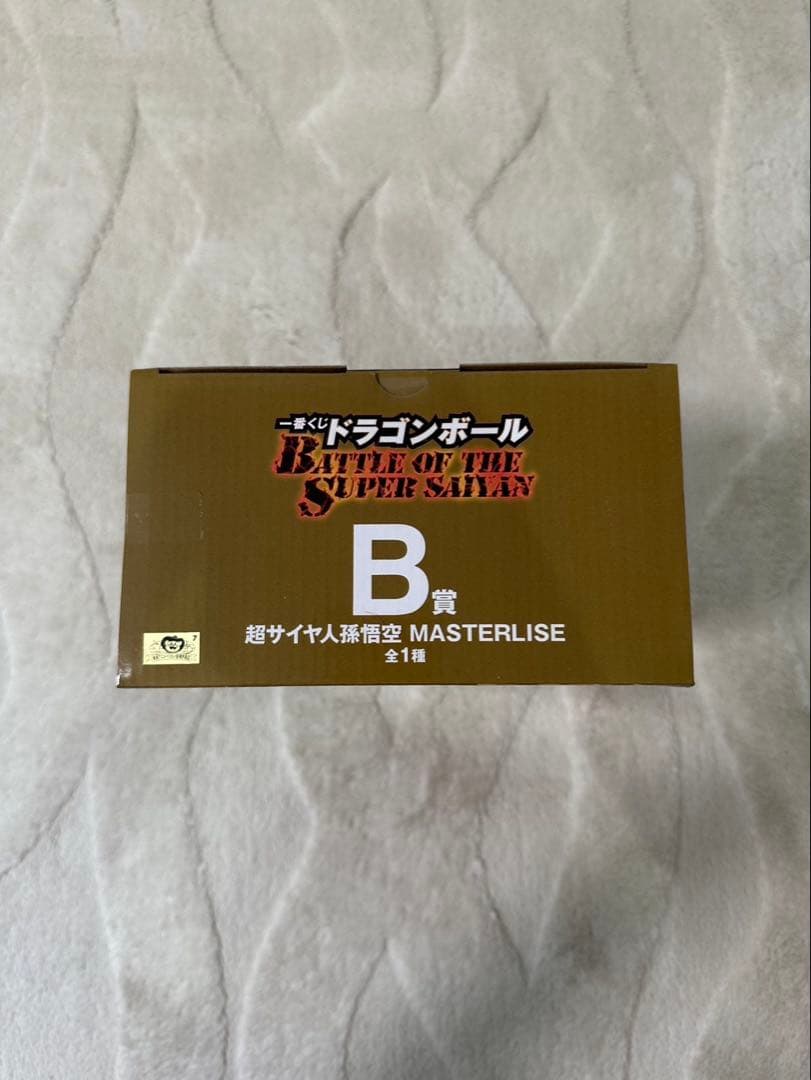 一番くじ ドラゴンボール
BATTLE OF THE
SUPER SAIYAN
B賞
超サイヤ人孫悟空 MASTERLISE
全1種
7